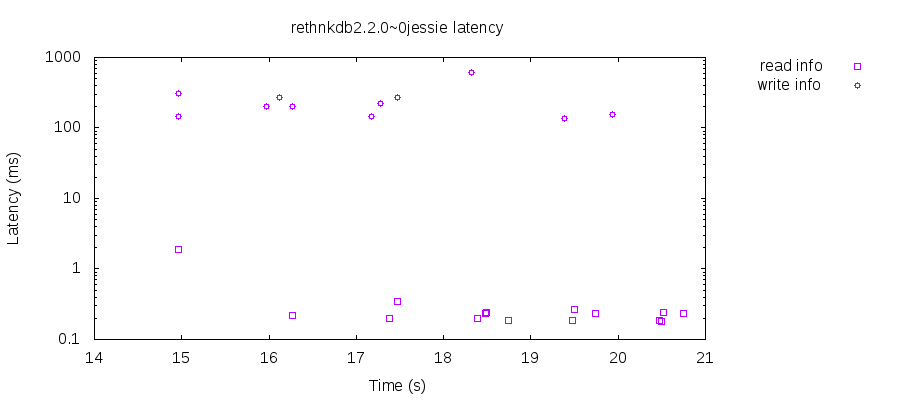 rethnkdb2.2.0~0jessie latency
1000
100
10
1
0.1
Latency (ms)
14 15 16 17 18 19 20 21
Time (s)
read info
write info